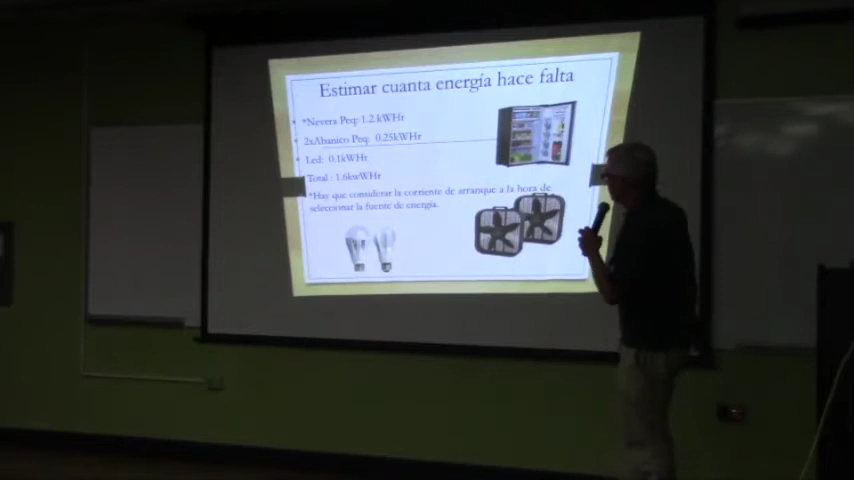 Estimar cuanta energía hace falta
*Nevera Peq: 1.2 kWHr
2xAbanico Peq: 0.25kWHr
Led: 0.1kWHr
Total : 1.6kwWHr
*Hay que considerar la corriente de arranque a la hora de
seleccionar la fuente de energía.